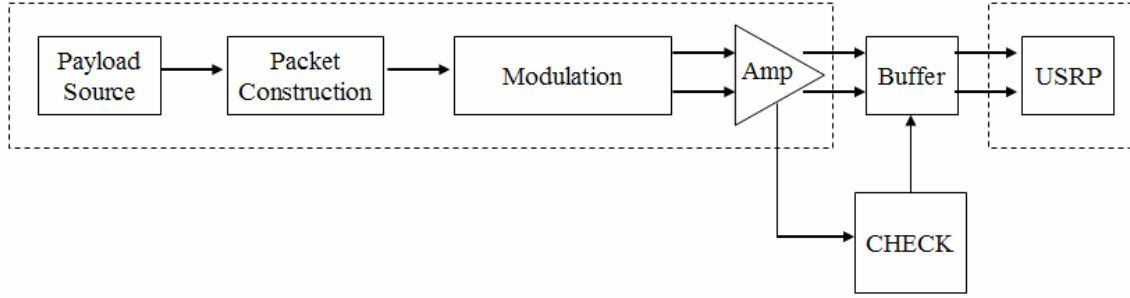 Payload
Source
Packet
Construction
Modulation
Amp
Buffer
USRP
CHECK